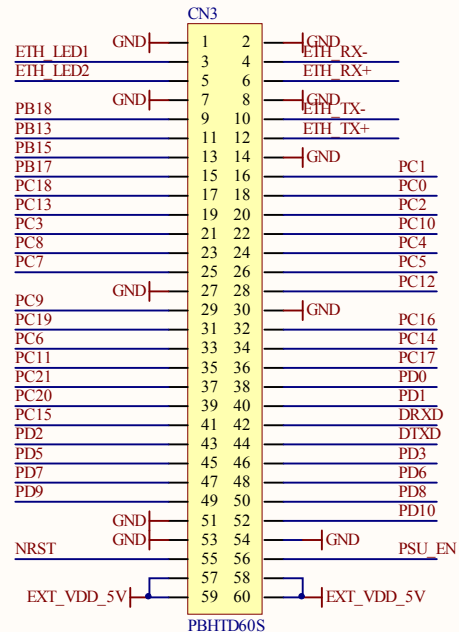 CN3
GND 1 2 GND
ETH_LED1 3 4 ETH_RX-
ETH_LED2 5 6 ETH_RX+
GND 7 8 GND
PB18 9 10 ETH_TX-
PB13 11 12 ETH_TX+
PB15 13 14 GND
PB17 15 16 PC1
PC18 17 18 PC0
PC13 19 20 PC2
PC3 21 22 PC10
PC8 23 24 PC4
PC7 25 26 PC5
GND 27 28 PC12
PC9 29 30 GND
PC19 31 32 PC16
PC6 33 34 PC14
PC11 35 36 PC17
PC21 37 38 PD0
PC20 39 40 PD1
PC15 41 42 DRXD
PD2 43 44 DTXD
PD5 45 46 PD3
PD7 47 48 PD6
PD9 49 50 PD8
GND 51 52 PD10
GND 53 54 GND
NRST 55 56 PSU_EN
57 58
EXT_VDD_5V 59 60 EXT_VDD_5V
PBHTD60S